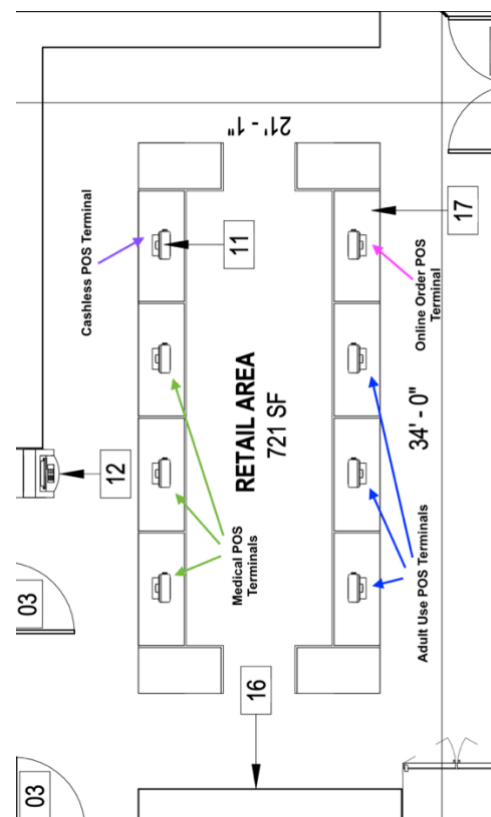 21' - 1"
17
11
Cashless POS Terminal
Online Order POS
Terminal
RETAIL AREA
721 SF
34' - 0"
12
Medical POS
Terminals
Adult Use POS Terminals
03
16
03